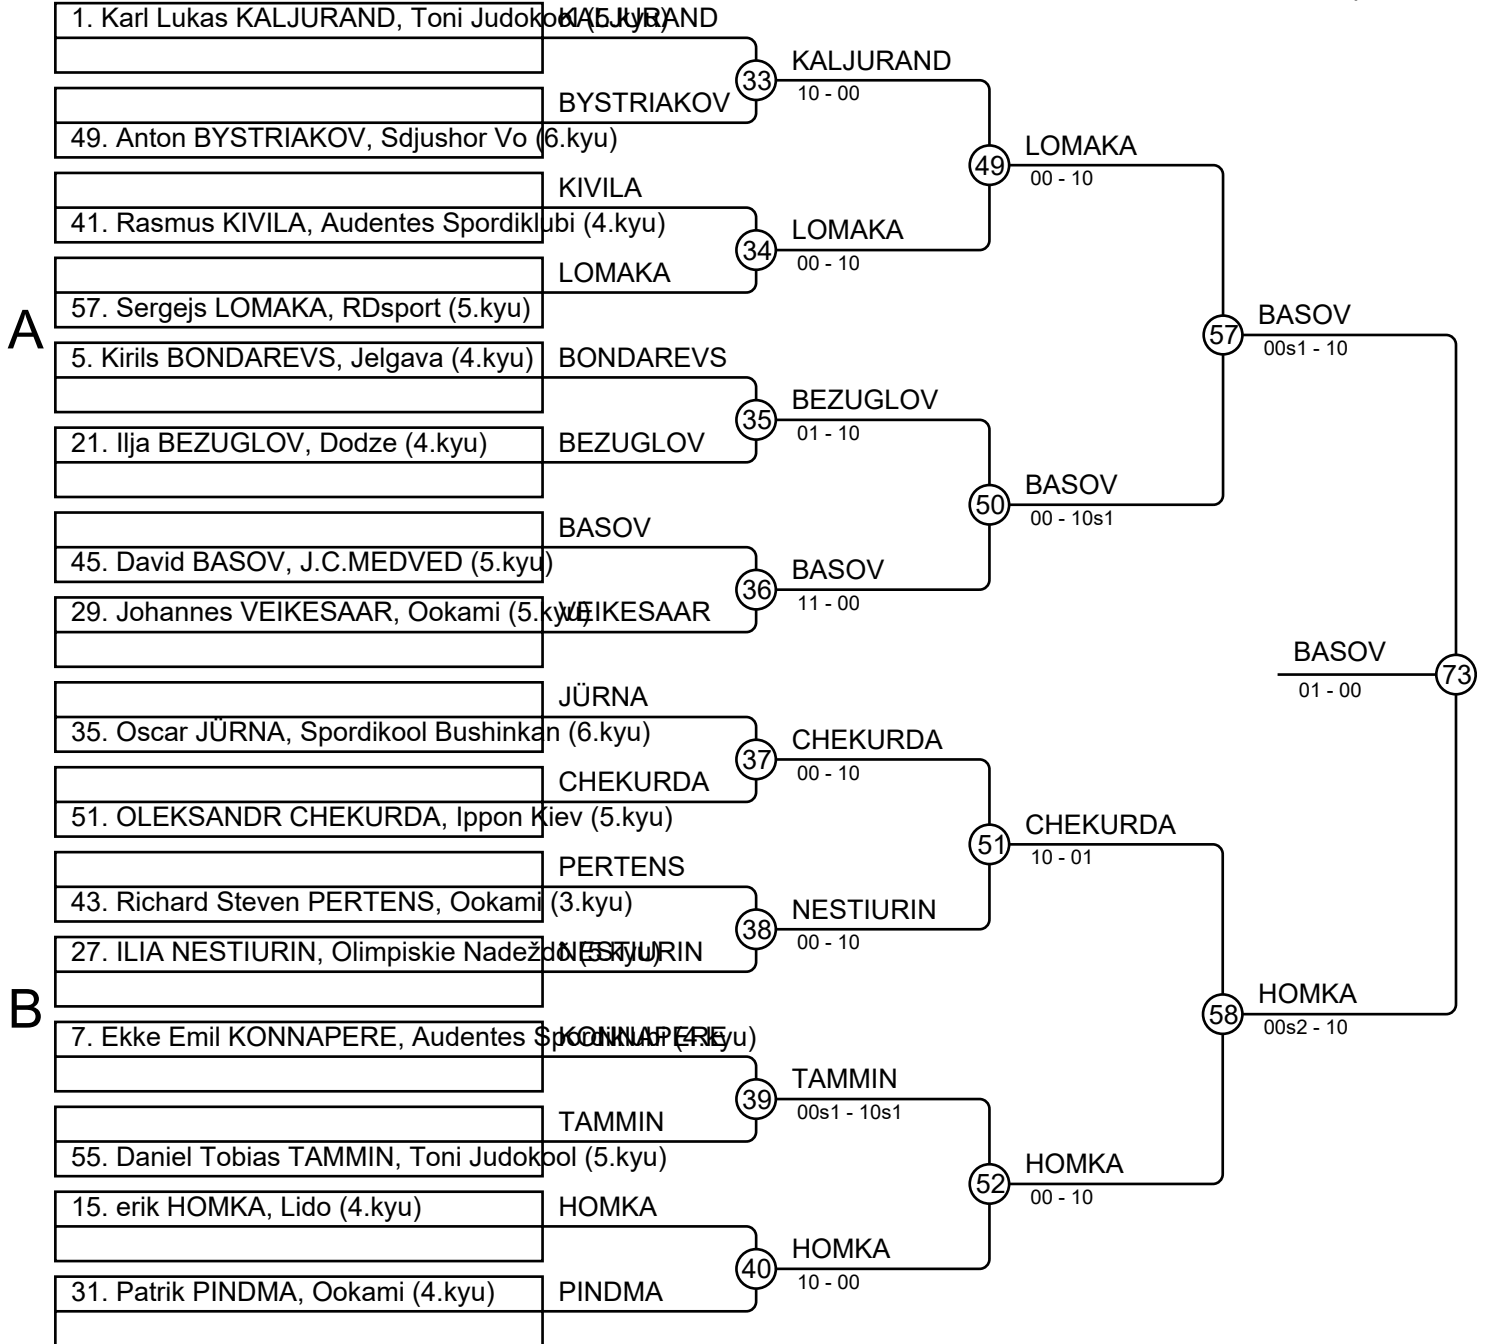 1. Karl Lukas KALJURAND, Toni Judokool (5.kyu)
KALJURAND
33
KALJURAND
10 - 00
BYSTRIAKOV
49. Anton BYSTRIAKOV, Sdjushor Vo (6.kyu)
49
LOMAKA
00 - 10
KIVILA
41. Rasmus KIVILA, Audentes Spordiklubi (4.kyu)
34
LOMAKA
00 - 10
LOMAKA
57. Sergejs LOMAKA, RDsport (5.kyu)
A
57
BASOV
00s1 - 10
5. Kirils BONDAREVS, Jelgava (4.kyu)
BONDAREVS
35
BEZUGLOV
01 - 10
21. Ilja BEZUGLOV, Dodze (4.kyu)
BEZUGLOV
50
BASOV
00 - 10s1
BASOV
45. David BASOV, J.C.MEDVED (5.kyu)
36
BASOV
11 - 00
29. Johannes VEIKESAAR, Ookami (5.kyu)
VEIKESAAR
BASOV
73
01 - 00
JÜRNA
35. Oscar JÜRNA, Spordikool Bushinkan (6.kyu)
37
CHEKURDA
00 - 10
CHEKURDA
51. OLEKSANDR CHEKURDA, Ippon Kiev (5.kyu)
51
CHEKURDA
10 - 01
PERTENS
43. Richard Steven PERTENS, Ookami (3.kyu)
38
NESTIURIN
00 - 10
27. ILIA NESTIURIN, Olimpiskie (5.kyu)
NESTIURIN
B
58
HOMKA
00s2 - 10
7. Ekke Emil KONNAPERE, Audentes Spordiklubi (4.kyu)
KONNAPERE
39
TAMMIN
00s1 - 10s1
TAMMIN
55. Daniel Tobias TAMMIN, Toni Judokool (5.kyu)
52
HOMKA
00 - 10
15. erik HOMKA, Lido (4.kyu)
HOMKA
40
HOMKA
10 - 00
31. Patrik PINDMA, Ookami (4.kyu)
PINDMA